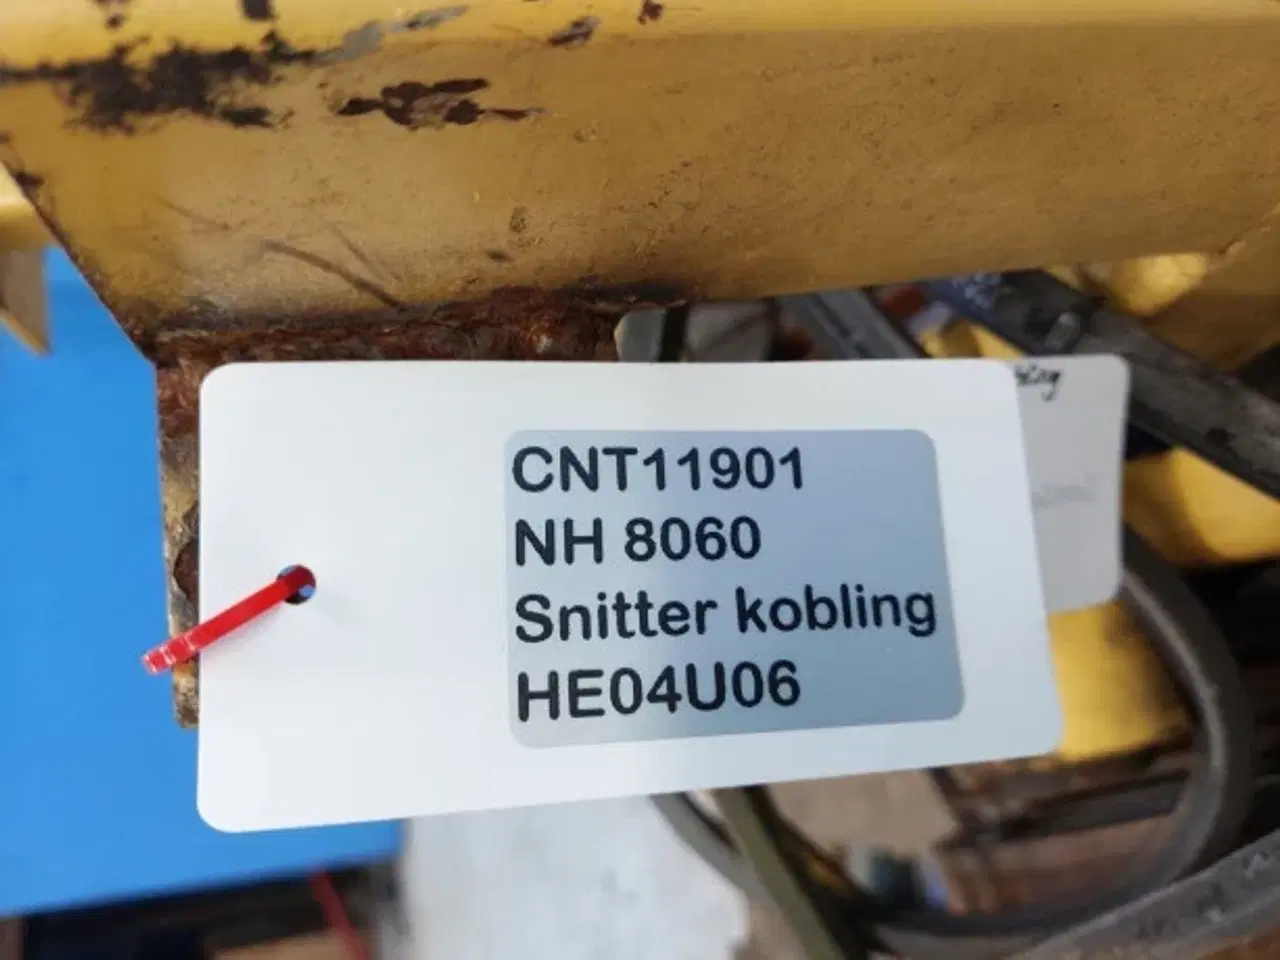 CNT11901
NH 8060
Snitter kobling
HE04U06